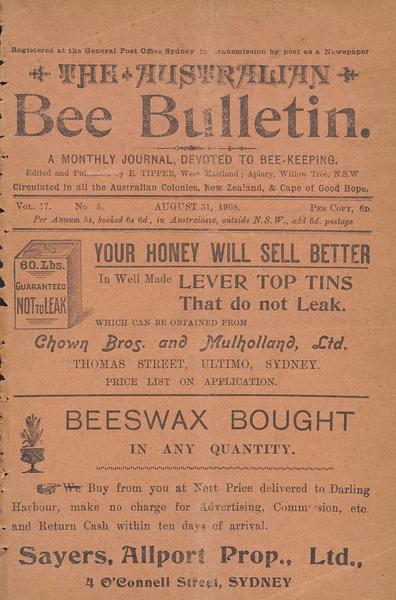 Registered at the General Post Office Sydney for transmission by post as a Newspaper
THE AUSTRALIAN
Bee Bulletin.
A MONTHLY JOURNAL, DEVOTED TO BEE-KEEPING.
Edited and Published by E. TIPPER, West Maitland; Apiary, Willow Tree, N.S.W
Circulated in all the Australian Colonies, New Zealand, & Cape of Good Hope.
VOL. 17. No 5. AUGUST 31, 1908. PER COPY, 6D.
Per Annum 5s, booked 6s 6d, in Australasia, outside N.S.W., add 6d. postage
60.Lbs.
GUARANTEED
NOT TO LEAK
YOUR HONEY WILL SELL BETTER
In Well Made LEVER TOP TINS
That do not Leak.
WHICH CAN BE OBTAINED FROM
Chown Bros. and Mulholland, Ltd.
THOMAS STREET, ULTIMO, SYDNEY.
PRICE LIST ON APPLICATION.
BEESWAX BOUGHT
IN ANY QUANTITY.
We Buy from you at Nett Price delivered to Darling
Harbour, make no charge for Advertising, Commission, etc.
and Return Cash within ten days of arrival.
Sayers, Allport Prop., Ltd.,
4 O'Connell Street, SYDNEY